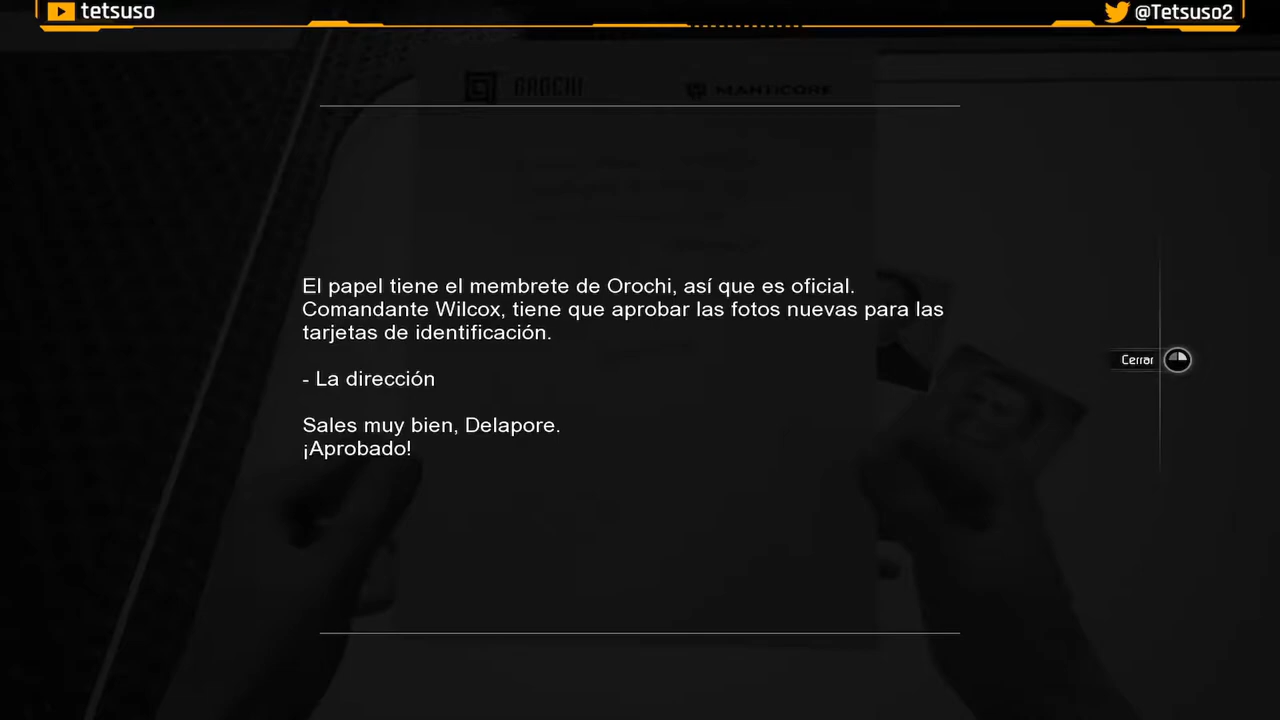 tetsuso
@Tetsuso2
OROCHI
MANTICORE
El papel tiene el membrete de Orochi, así que es oficial.
Comandante Wilcox, tiene que aprobar las fotos nuevas para las
tarjetas de identificación.
- La dirección
Sales muy bien, Delapore.
¡Aprobado!
Cerrar